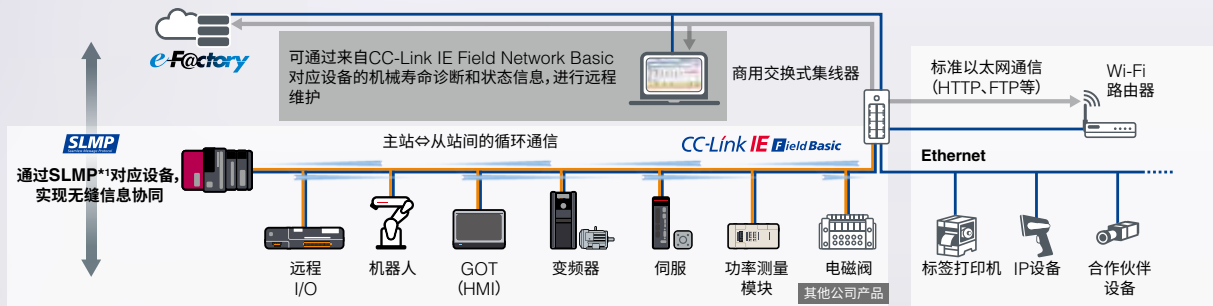 e-F@ctory
可通过来自CC-Link IE Field Network Basic
对应设备的机械寿命诊断和状态信息，进行远程
维护
商用交换式集线器
标准以太网通信
（HTTP、FTP等）
Wi-Fi
路由器
SLMP
通过SLMP*1对应设备，
实现无缝信息协同
主站⇔从站间的循环通信
CC-Link IE Field Basic
Ethernet
远程
I/O
机器人
GOT
（HMI）
变频器
伺服
功率测量
模块
电磁阀
其他公司产品
标签打印机
IP设备
合作伙伴
设备